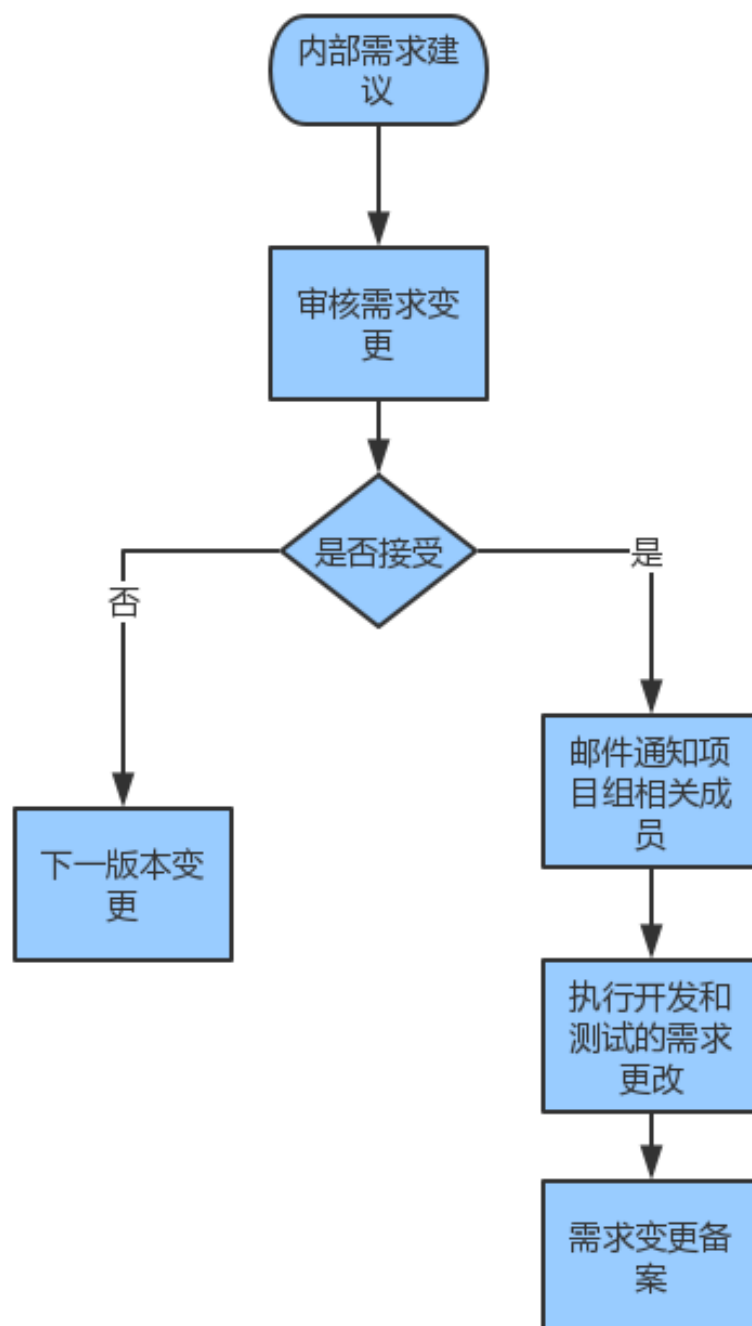 内部需求建
议
审核需求变
更
是否接受
否
是
邮件通知项
目组相关成
员
下一版本变
更
执行开发和
测试的需求
更改
需求变更备
案